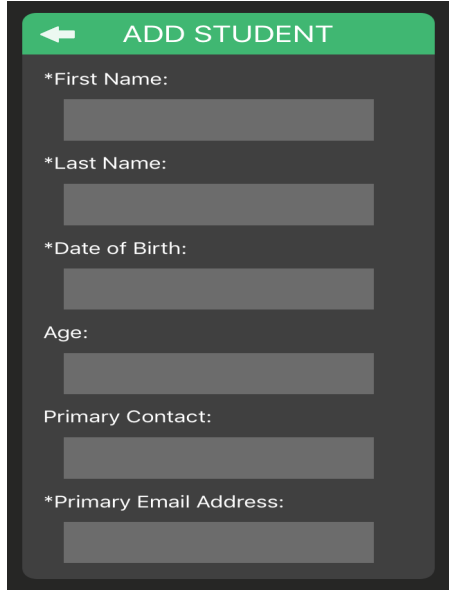 ADD STUDENT
*First Name:
*Last Name:
*Date of Birth:
Age:
Primary Contact:
*Primary Email Address: